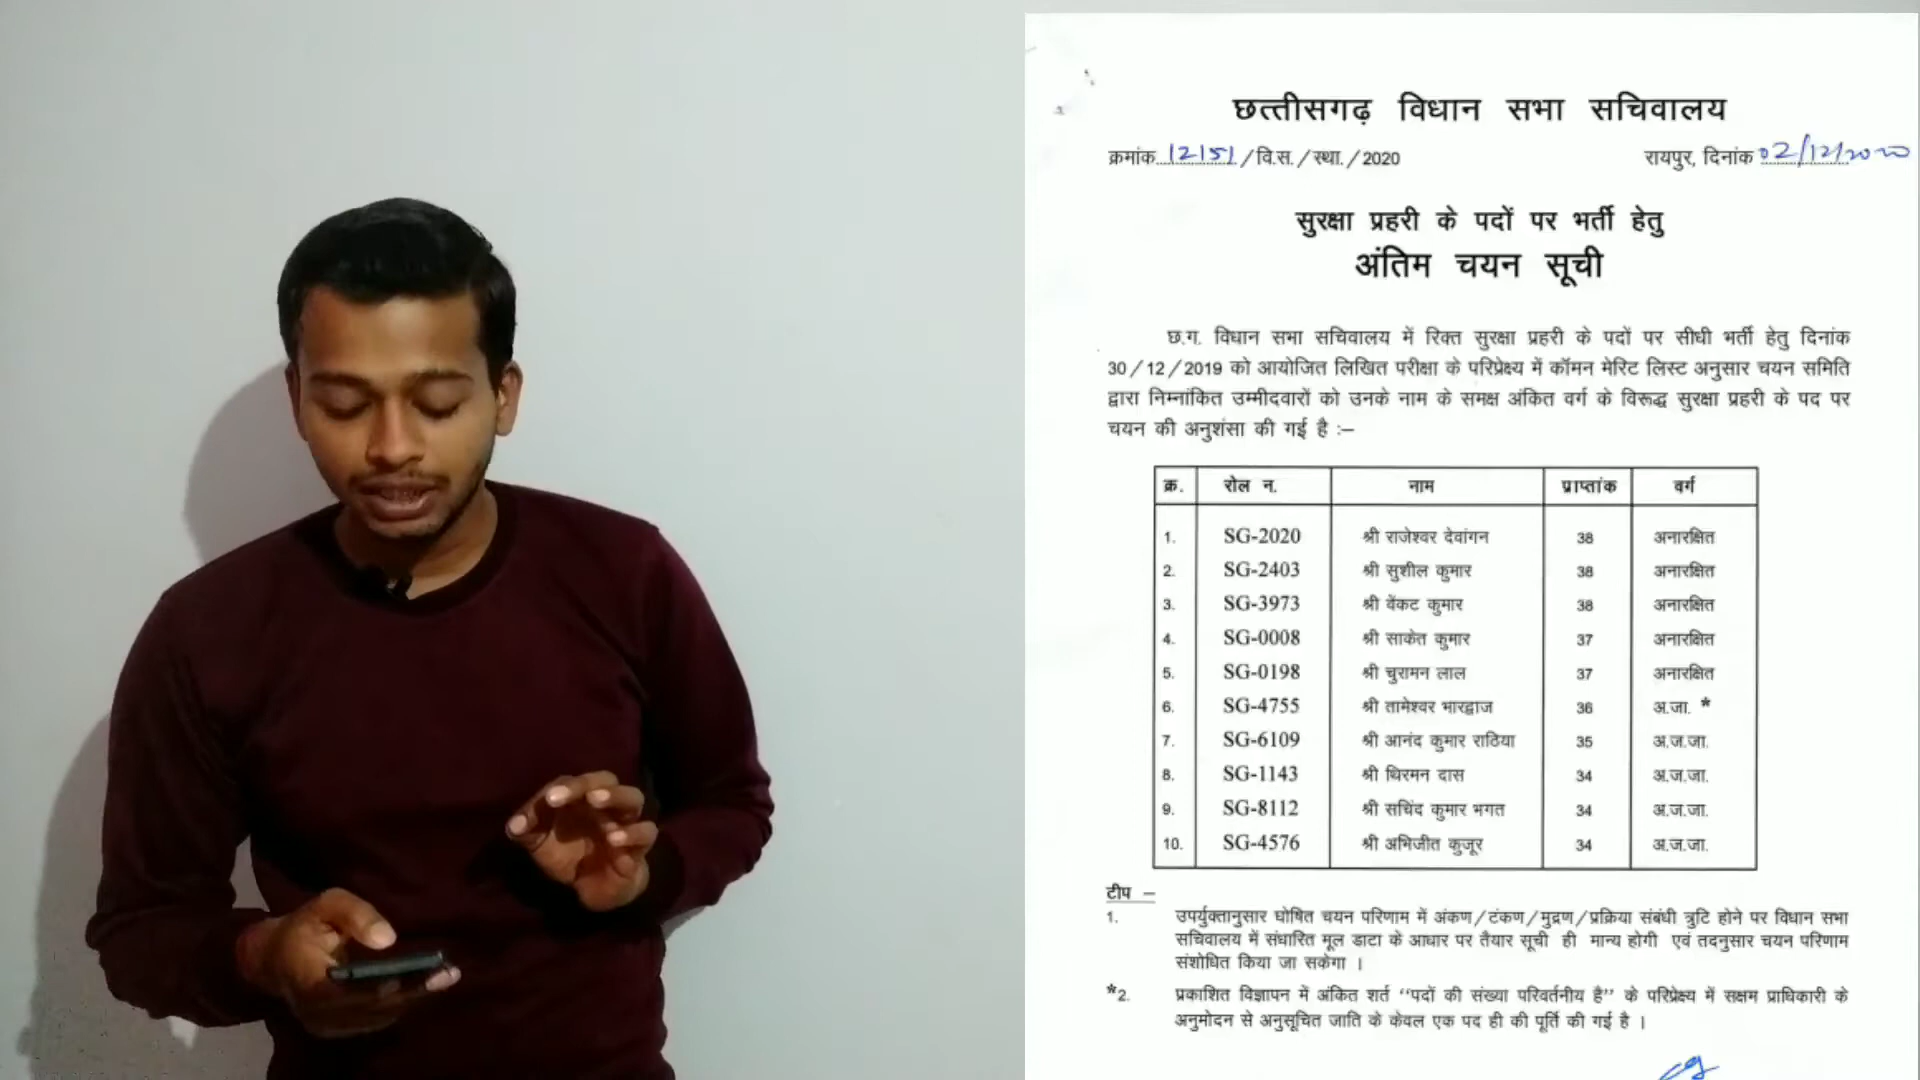 छत्तीसगढ़ विधान सभा सचिवालय
क्रमांक 12151 /वि.स./स्था./2020 रायपुर, दिनांक 02/12/2020
सुरक्षा प्रहरी के पदों पर भर्ती हेतु
अंतिम चयन सूची
छ.ग. विधान सभा सचिवालय में रिक्त सुरक्षा प्रहरी के पदों पर सीधी भर्ती हेतु दिनांक
30/12/2019 को आयोजित लिखित परीक्षा के परिप्रेक्ष्य में कॉमन मेरिट लिस्ट अनुसार चयन समिति
द्वारा निम्नांकित उम्मीदवारों को उनके नाम के समक्ष अंकित वर्ग के विरूद्ध सुरक्षा प्रहरी के पद पर
चयन की अनुशंसा की गई है :–
क्र. रोल न. नाम प्राप्तांक वर्ग
1. SG-2020 श्री राजेश्वर देवांगन 38 अनारक्षित
2. SG-2403 श्री सुशील कुमार 38 अनारक्षित
3. SG-3973 श्री वेंकट कुमार 38 अनारक्षित
4. SG-0008 श्री साकेत कुमार 37 अनारक्षित
5. SG-0198 श्री चुरामन लाल 37 अनारक्षित
6. SG-4755 श्री तामेश्वर भारद्वाज 36 अ.जा. *
7. SG-6109 श्री आनंद कुमार राठिया 35 अ.ज.जा.
8. SG-1143 श्री थिरमन दास 34 अ.ज.जा.
9. SG-8112 श्री सचिंद कुमार भगत 34 अ.ज.जा.
10. SG-4576 श्री अभिजीत कुजूर 34 अ.ज.जा.
टीप –
1. उपर्युक्तानुसार घोषित चयन परिणाम में अंकण/टंकण/मुद्रण/प्रक्रिया संबंधी त्रुटि होने पर विधान सभा
सचिवालय में संधारित मूल डाटा के आधार पर तैयार सूची ही मान्य होगी एवं तदनुसार चयन परिणाम
संशोधित किया जा सकेगा ।
*2. प्रकाशित विज्ञापन में अंकित शर्त ‘‘पदों की संख्या परिवर्तनीय है’’ के परिप्रेक्ष्य में सक्षम प्राधिकारी के
अनुमोदन से अनुसूचित जाति के केवल एक पद ही की पूर्ति की गई है ।